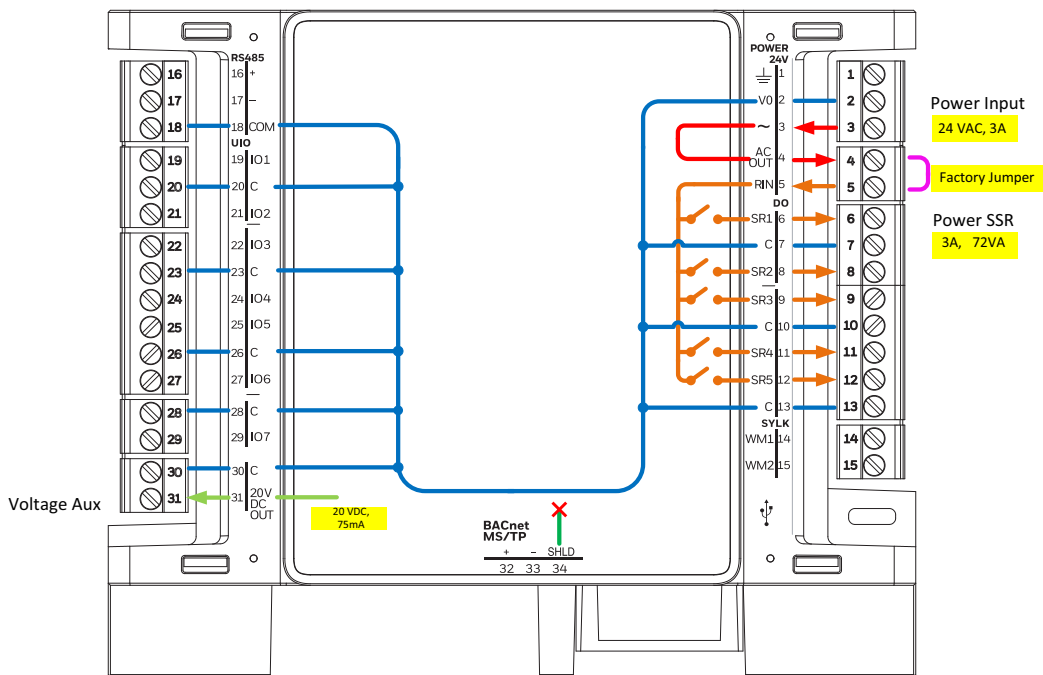 RS485
16
16 +
17
17 –
18
18 COM
UIO
19
19 IO1
20
20 C
21
21 IO2
22
22 IO3
23
23 C
24
24 IO4
25
25 IO5
26
26 C
27
27 IO6
28
28 C
29
29 IO7
30
30 C
Voltage Aux
31
31 20V
DC
OUT
20 VDC,
75mA
BACnet
MS/TP
+ – SHLD
32 33 34
POWER
24V
1
1
V0 2
2
~ 3
3
AC
OUT 4
4
RIN 5
5
DO
SR1 6
6
C 7
7
SR2 8
8
SR3 9
9
C 10
10
SR4 11
11
SR5 12
12
C 13
13
SYLK
WM1 14
14
WM2 15
15
Power Input
24 VAC, 3A
Factory Jumper
Power SSR
3A, 72VA